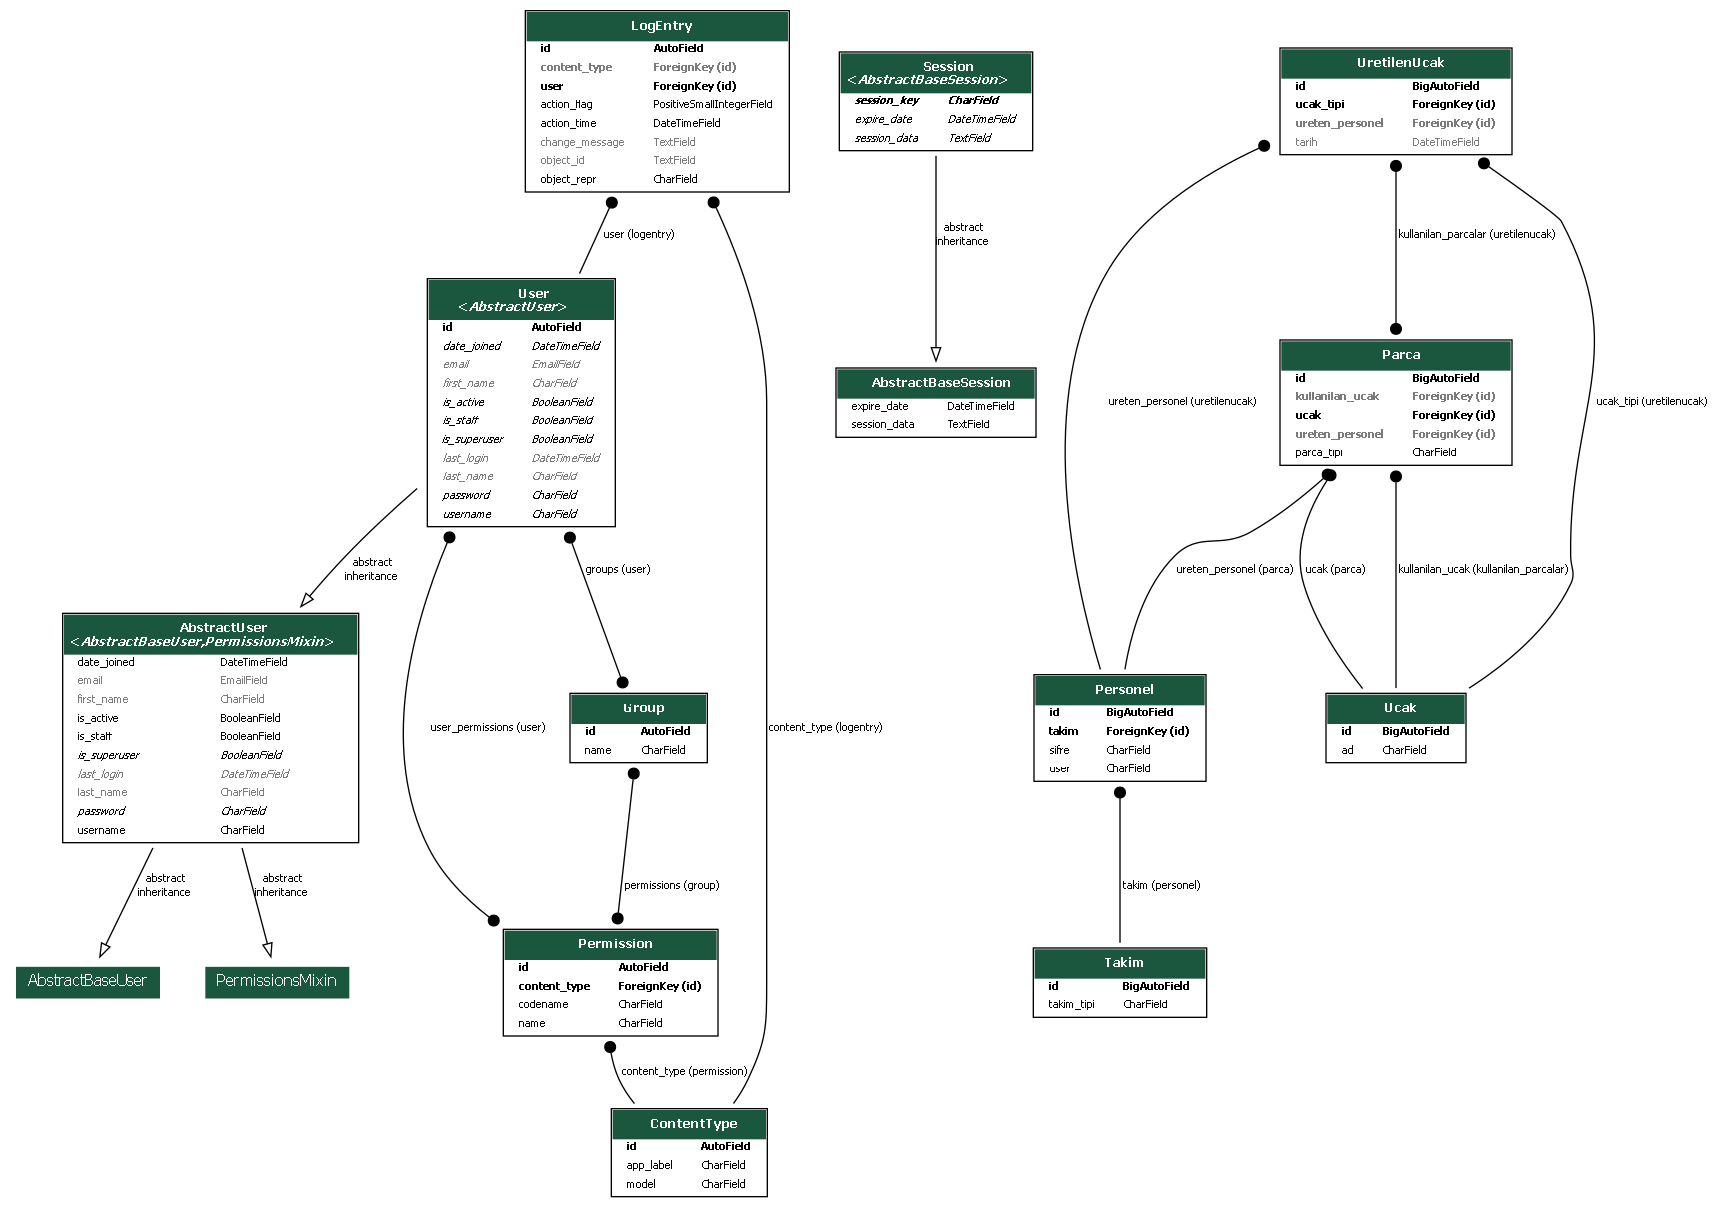 LogEntry
id AutoField
content_type ForeignKey (id)
user ForeignKey (id)
action_flag PositiveSmallIntegerField
action_time DateTimeField
change_message TextField
object_id TextField
object_repr CharField
user (logentry)
User
<AbstractUser>
id AutoField
date_joined DateTimeField
email EmailField
first_name CharField
is_active BooleanField
is_staff BooleanField
is_superuser BooleanField
last_login DateTimeField
last_name CharField
password CharField
username CharField
abstract
inheritance
groups (user)
AbstractUser
<AbstractBaseUser,PermissionsMixin>
date_joined DateTimeField
email EmailField
first_name CharField
is_active BooleanField
is_staff BooleanField
is_superuser BooleanField
last_login DateTimeField
last_name CharField
password CharField
username CharField
abstract
inheritance
abstract
inheritance
AbstractBaseUser
PermissionsMixin
user_permissions (user)
Group
id AutoField
name CharField
content_type (logentry)
permissions (group)
Permission
id AutoField
content_type ForeignKey (id)
codename CharField
name CharField
content_type (permission)
ContentType
id AutoField
app_label CharField
model CharField
Session
<AbstractBaseSession>
session_key CharField
expire_date DateTimeField
session_data TextField
abstract
inheritance
AbstractBaseSession
expire_date DateTimeField
session_data TextField
UretilenUcak
id BigAutoField
ucak_tipi ForeignKey (id)
ureten_personel ForeignKey (id)
tarih DateTimeField
kullanilan_parcalar (uretilenucak)
Parca
id BigAutoField
kullanilan_ucak ForeignKey (id)
ucak ForeignKey (id)
ureten_personel ForeignKey (id)
parca_tipi CharField
ureten_personel (uretilenucak)
ucak_tipi (uretilenucak)
ureten_personel (parca)
ucak (parca)
kullanilan_ucak (kullanilan_parcalar)
Personel
id BigAutoField
takim ForeignKey (id)
sifre CharField
user CharField
Ucak
id BigAutoField
ad CharField
takim (personel)
Takim
id BigAutoField
takim_tipi CharField